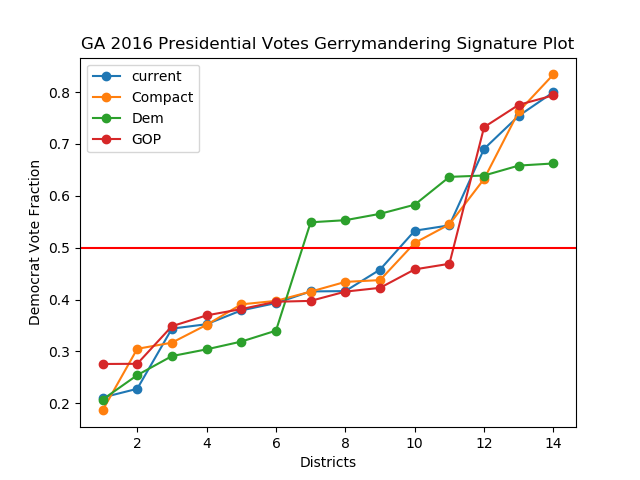 GA 2016 Presidential Votes Gerrymandering Signature Plot
current
Compact
Dem
GOP
0.8
0.7
0.6
0.5
0.4
0.3
0.2
Democrat Vote Fraction
2 4 6 8 10 12 14
Districts